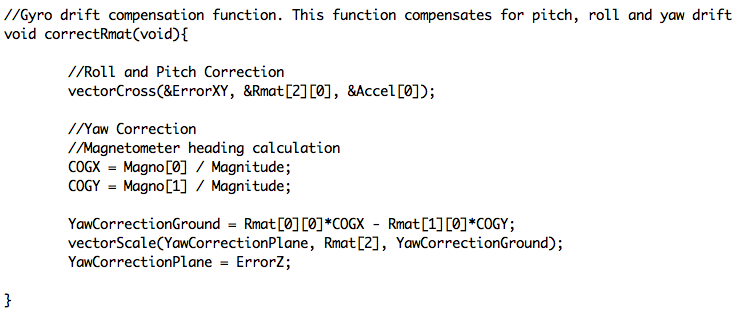 //Gyro drift compensation function. This function compensates for pitch, roll and yaw drift
void correctRmat(void){
//Roll and Pitch Correction
vectorCross(&ErrorXY, &Rmat[2][0], &Accel[0]);
//Yaw Correction
//Magnetometer heading calculation
COGX = Magno[0] / Magnitude;
COGY = Magno[1] / Magnitude;
YawCorrectionGround = Rmat[0][0]*COGX - Rmat[1][0]*COGY;
vectorScale(YawCorrectionPlane, Rmat[2], YawCorrectionGround);
YawCorrectionPlane = ErrorZ;
}